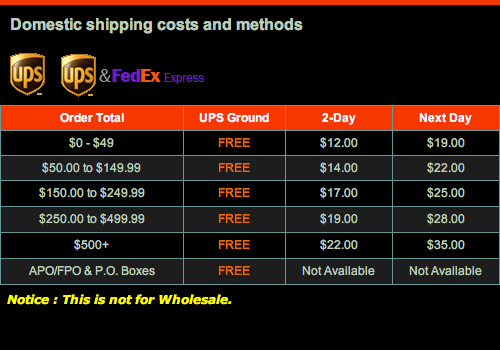 Domestic shipping costs and methods
ups ups &FedEx Express
Order Total UPS Ground 2-Day Next Day
$0 - $49 FREE $12.00 $19.00
$50.00 to $149.99 FREE $14.00 $22.00
$150.00 to $249.99 FREE $17.00 $25.00
$250.00 to $499.99 FREE $19.00 $28.00
$500+ FREE $22.00 $35.00
APO/FPO & P.O. Boxes FREE Not Available Not Available
Notice : This is not for Wholesale.